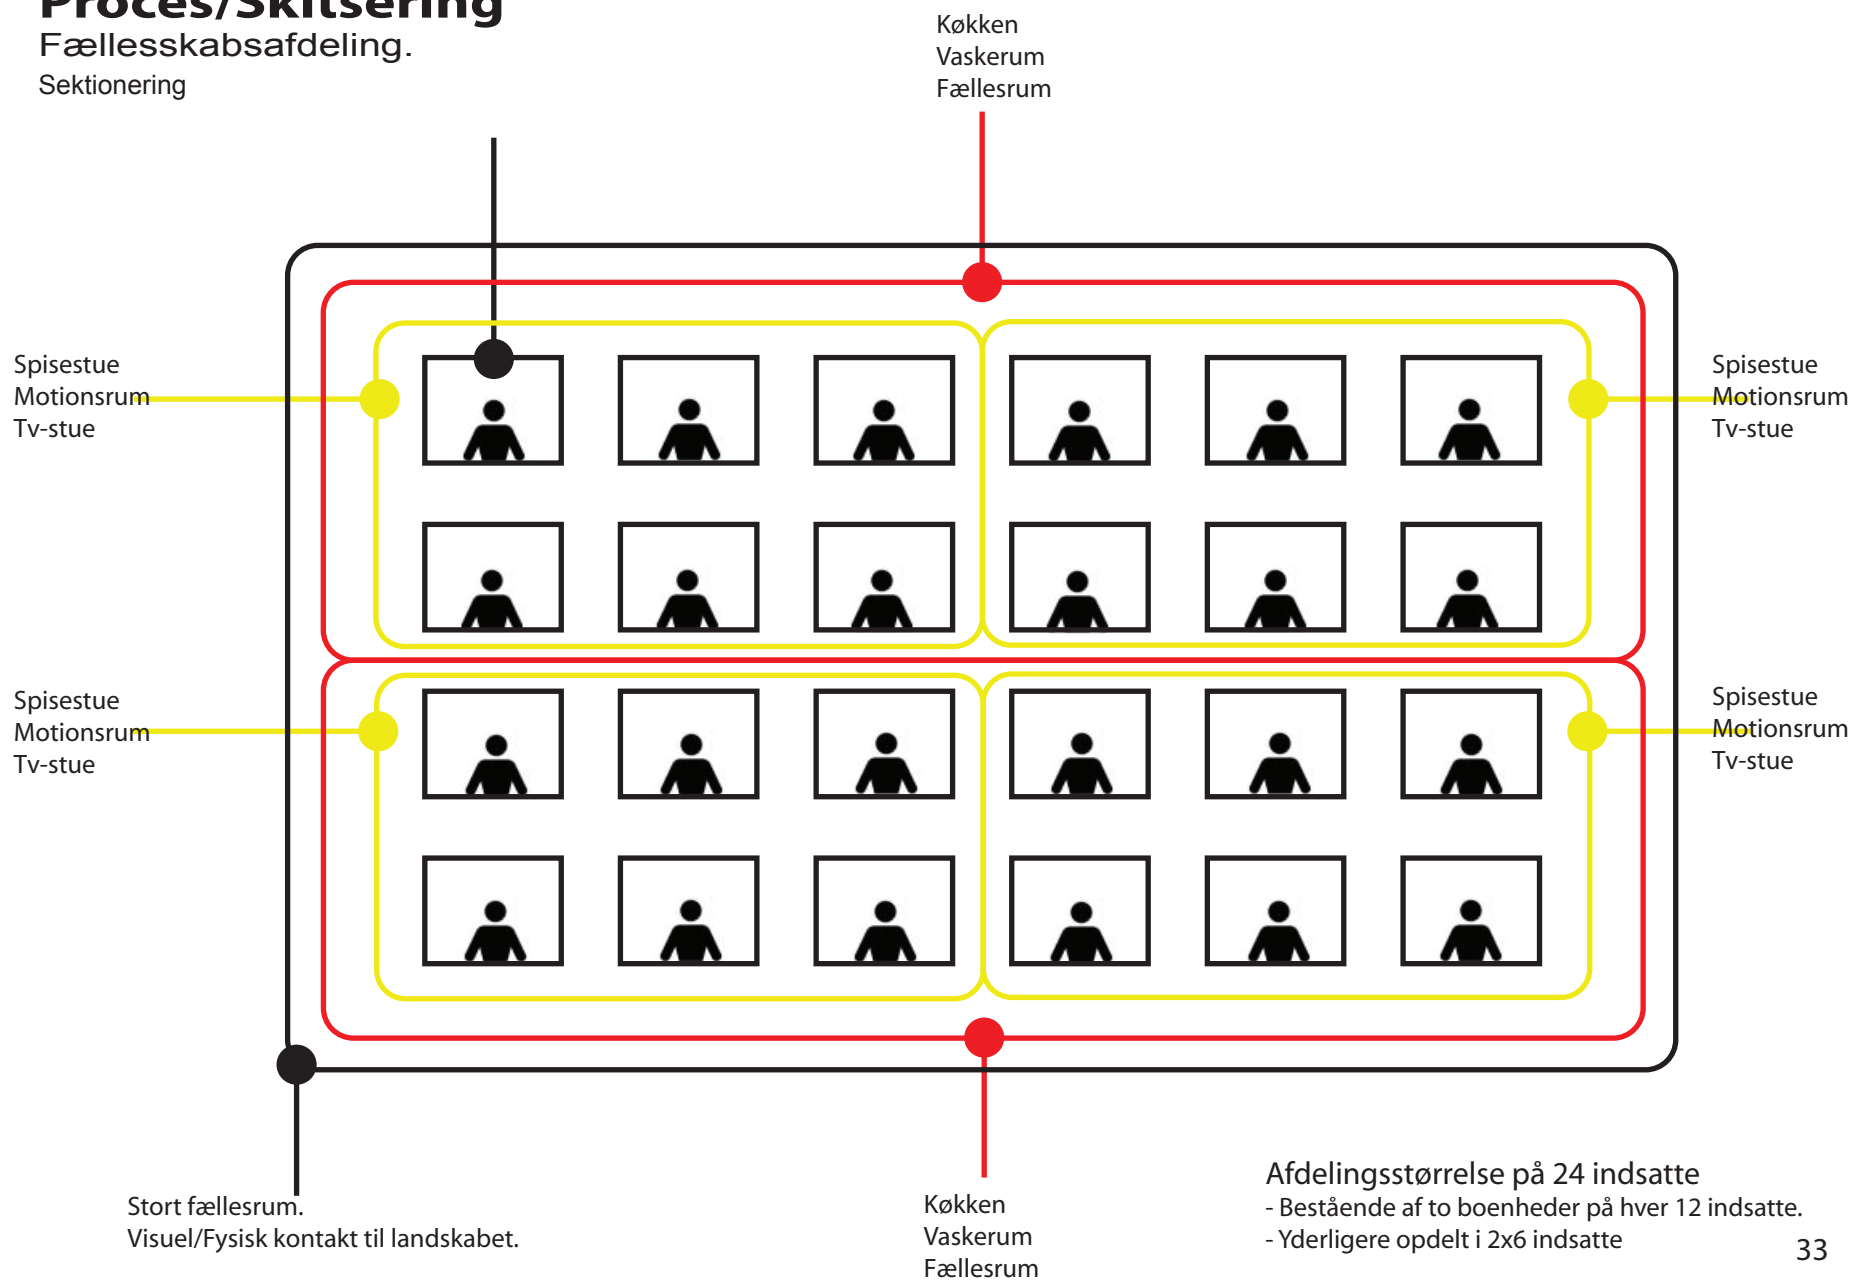 Proces/Skitsering
Fællesskabsafdeling.
Sektionering
Køkken
Vaskerum
Fællesrum
Spisestue
Motionsrum
Tv-stue
Spisestue
Motionsrum
Tv-stue
Spisestue
Motionsrum
Tv-stue
Spisestue
Motionsrum
Tv-stue
Stort fællesrum.
Visuel/Fysisk kontakt til landskabet.
Køkken
Vaskerum
Fællesrum
Afdelingsstørrelse på 24 indsatte
- Bestående af to boenheder på hver 12 indsatte.
- Yderligere opdelt i 2x6 indsatte
33